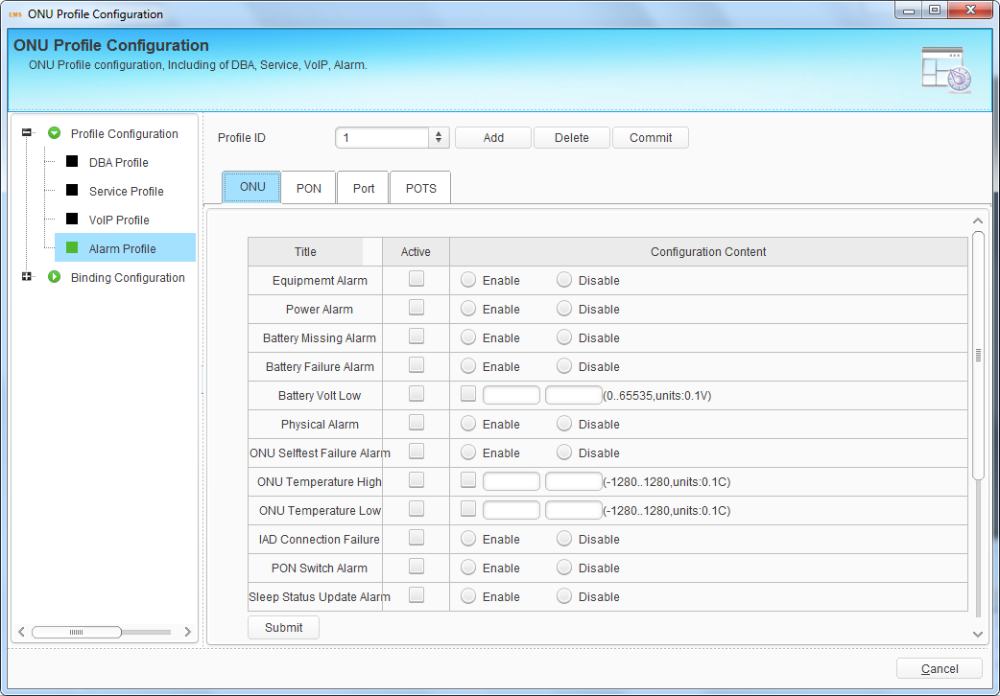 EMS ONU Profile Configuration
ONU Profile Configuration
ONU Profile configuration, Including of DBA, Service, VoIP, Alarm.
Profile Configuration
DBA Profile
Service Profile
VoIP Profile
Alarm Profile
Binding Configuration
Profile ID 1 Add Delete Commit
ONU PON Port POTS
Title Active Configuration Content
Equipmemt Alarm Enable Disable
Power Alarm Enable Disable
Battery Missing Alarm Enable Disable
Battery Failure Alarm Enable Disable
Battery Volt Low (0..65535,units:0.1V)
Physical Alarm Enable Disable
ONU Selftest Failure Alarm Enable Disable
ONU Temperature High (-1280..1280,units:0.1C)
ONU Temperature Low (-1280..1280,units:0.1C)
IAD Connection Failure Enable Disable
PON Switch Alarm Enable Disable
Sleep Status Update Alarm Enable Disable
Submit
Cancel